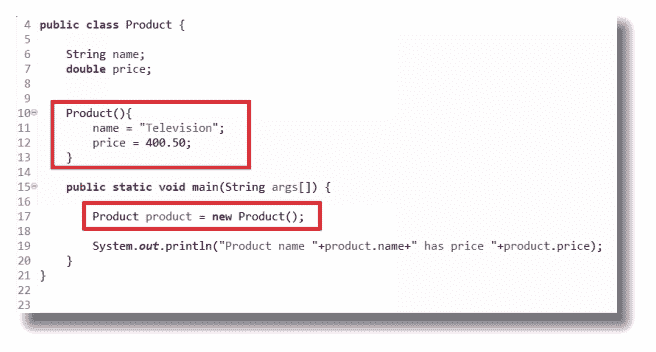 4 public class Product {
5
6 String name;
7 double price;
8
9
10 Product(){
11 name = "Television";
12 price = 400.50;
13 }
14
15 public static void main(String args[]) {
16
17 Product product = new Product();
18
19 System.out.println("Product name "+product.name+" has price "+product.price);
20 }
21 }
22
23